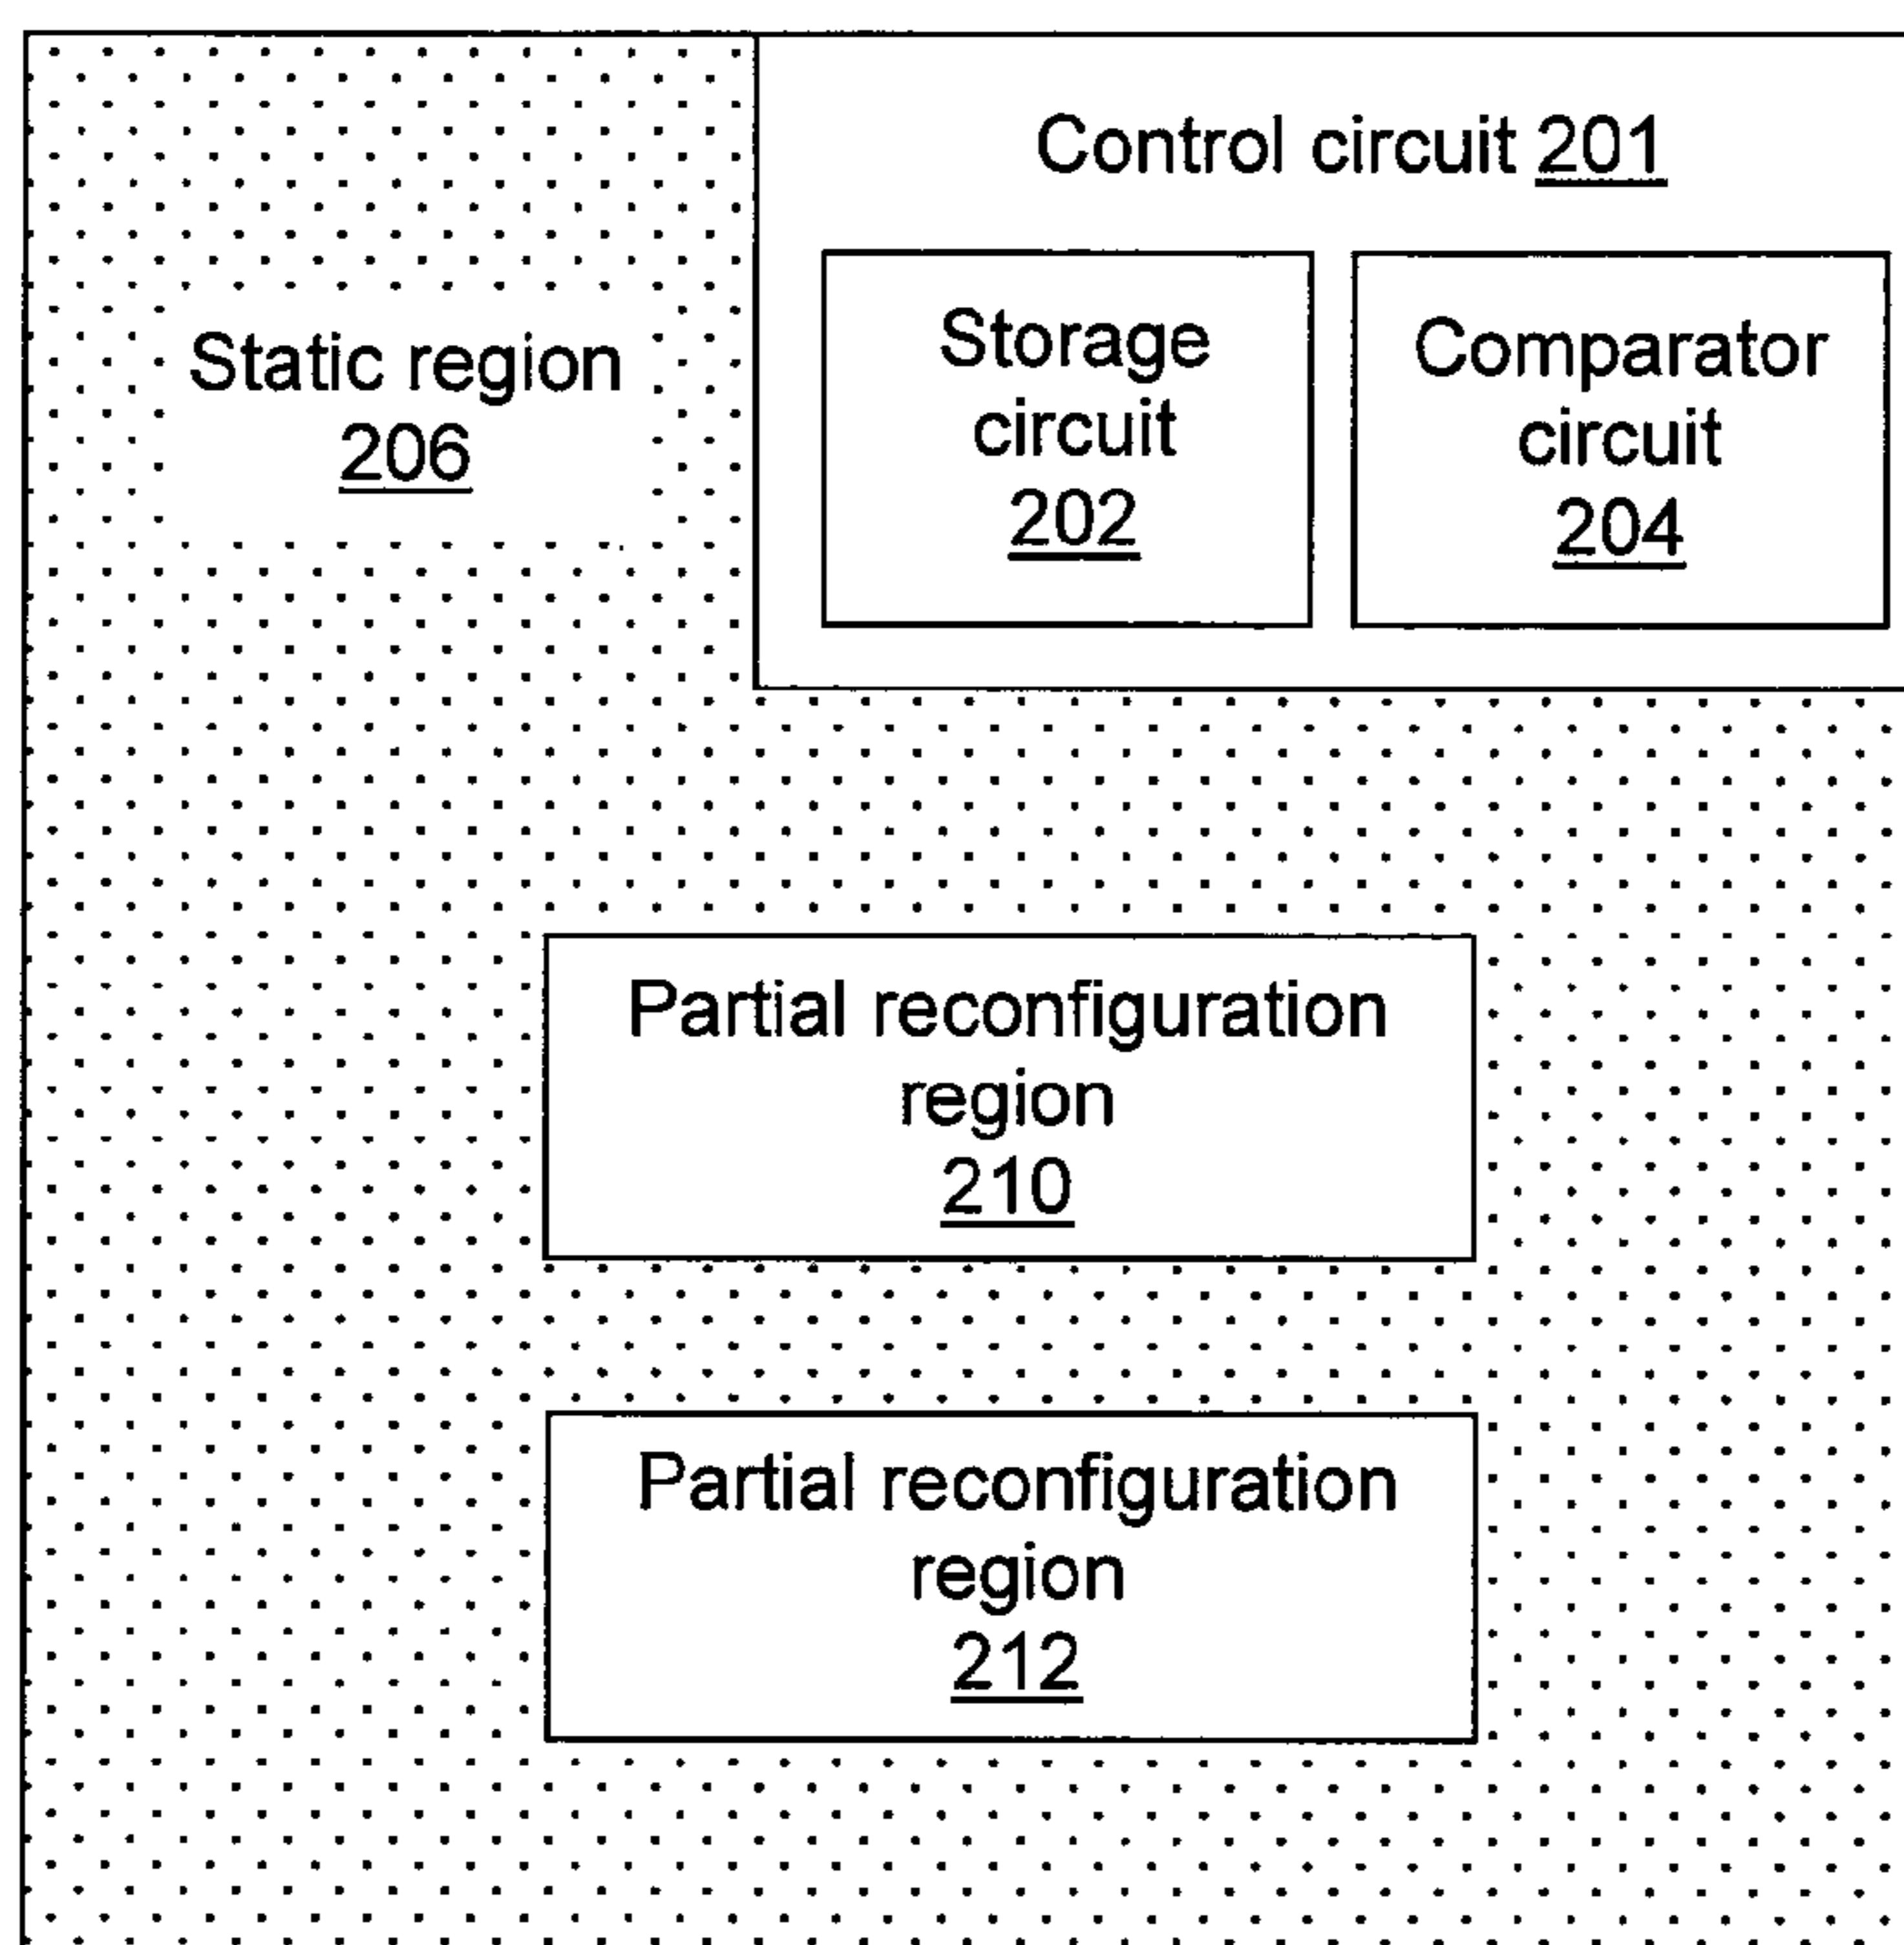 Control circuit 201
Storage
circuit
202
Comparator
circuit
204
Static region
206
Partial reconfiguration
region
210
Partial reconfiguration
region
212